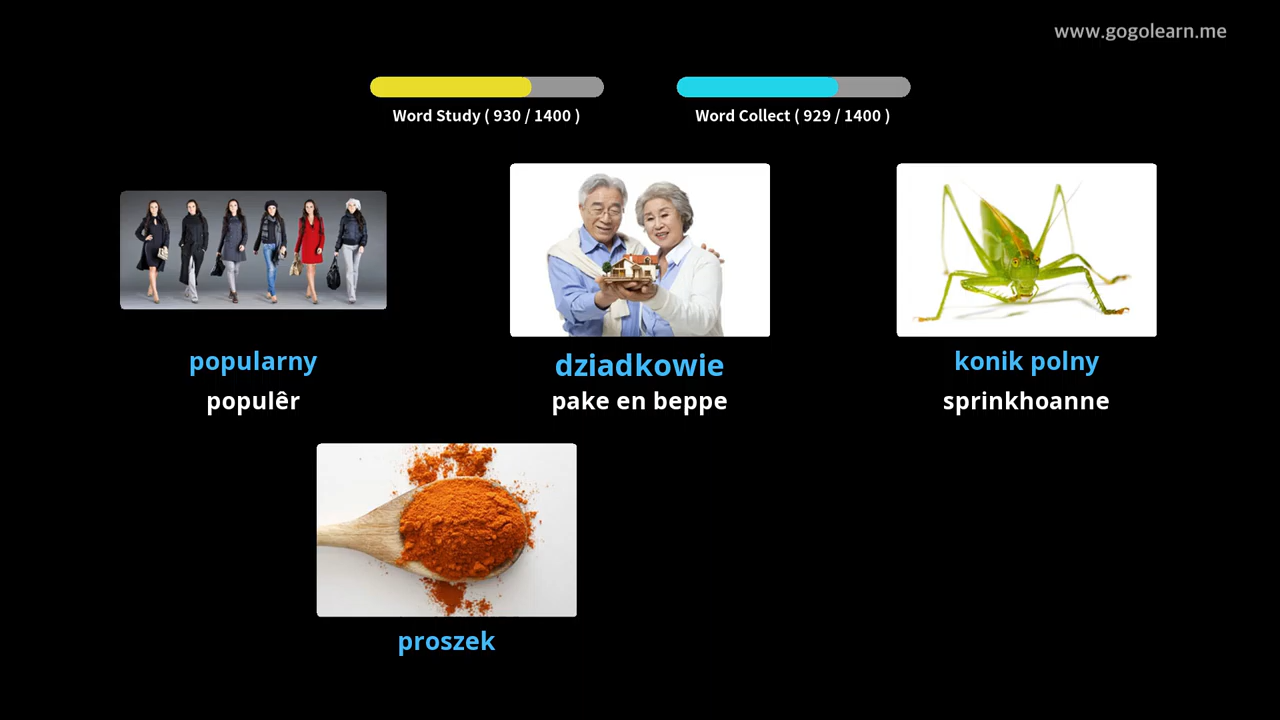 www.gogolearn.me
Word Study ( 930 / 1400 )
Word Collect ( 929 / 1400 )
popularny
populêr
dziadkowie
pake en beppe
konik polny
sprinkhoanne
proszek